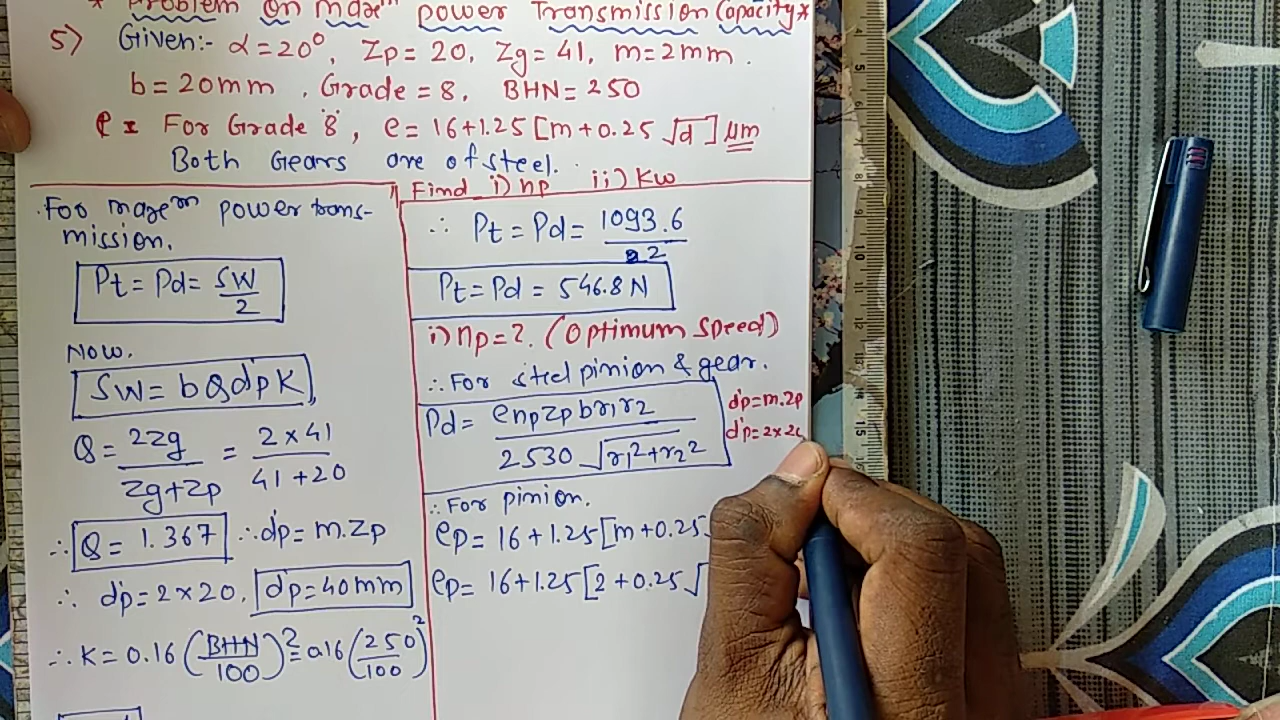 * Problem on maxm power Transmission Capacity *
5) Given:- α=20°, Zp=20, Zg=41, m=2mm.
b=20mm, Grade=8, BHN=250
For Grade 8, e=16+1.25[m+0.25√d] μm
Both Gears are of steel.
Find i) np ii) KW
For maxem power trans-
mission.
Pt = Pd = SW/2
Now,
SW = bQdpK
Q = 2Zg/(Zg+Zp) = (2×41)/(41+20)
∴ Q = 1.367 ∴ dp = m.Zp
∴ d'p = 2×20, d'p = 40mm
∴ K = 0.16 (BHN/100)² = 0.16 (250/100)²
∴ Pt = Pd = 1093.6/2
Pt = Pd = 546.8 N
i) np=?. (Optimum Speed)
∴ For steel pinion & gear.
Pd = (e np Zp b r1 r2)/(2530 √(r1²+r2²))
d'p=m.Zp
d'p=2×2
∴ For pinion.
ep = 16+1.25[m+0.25
ep = 16+1.25[2+0.25√